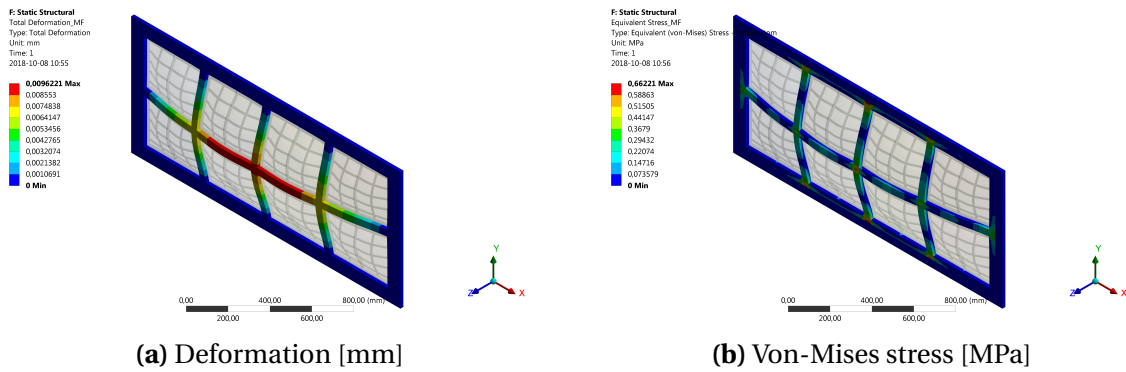 F: Static Structural
Total Deformation_MF
Type: Total Deformation
Unit: mm
Time: 1
2018-10-08 10:55
0,0096221 Max
0,008553
0,0074838
0,0064147
0,0053456
0,0042765
0,0032074
0,0021382
0,0010691
0 Min
Y
Z
X
0,00 400,00 800,00 (mm)
200,00 600,00
(a) Deformation [mm]
F: Static Structural
Equivalent Stress_MF
Type: Equivalent (von-Mises) Stress
Unit: MPa
Time: 1
2018-10-08 10:56
0,66221 Max
0,58863
0,51505
0,44147
0,3679
0,29432
0,22074
0,14716
0,073579
0 Min
Y
Z
X
0,00 400,00 800,00 (mm)
200,00 600,00
(b) Von-Mises stress [MPa]